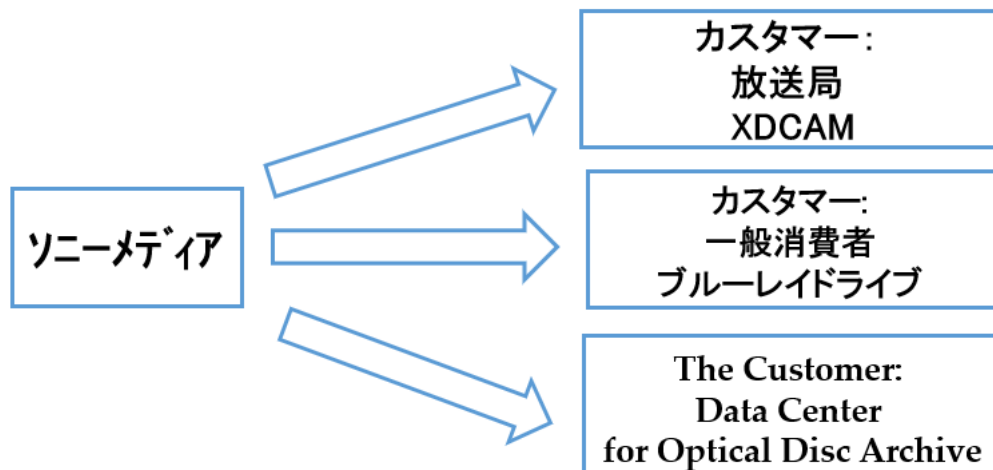 ソニーメディア
カスタマー：
放送局
XDCAM
カスタマー:
一般消費者
ブルーレイドライブ
The Customer:
Data Center
for Optical Disc Archive